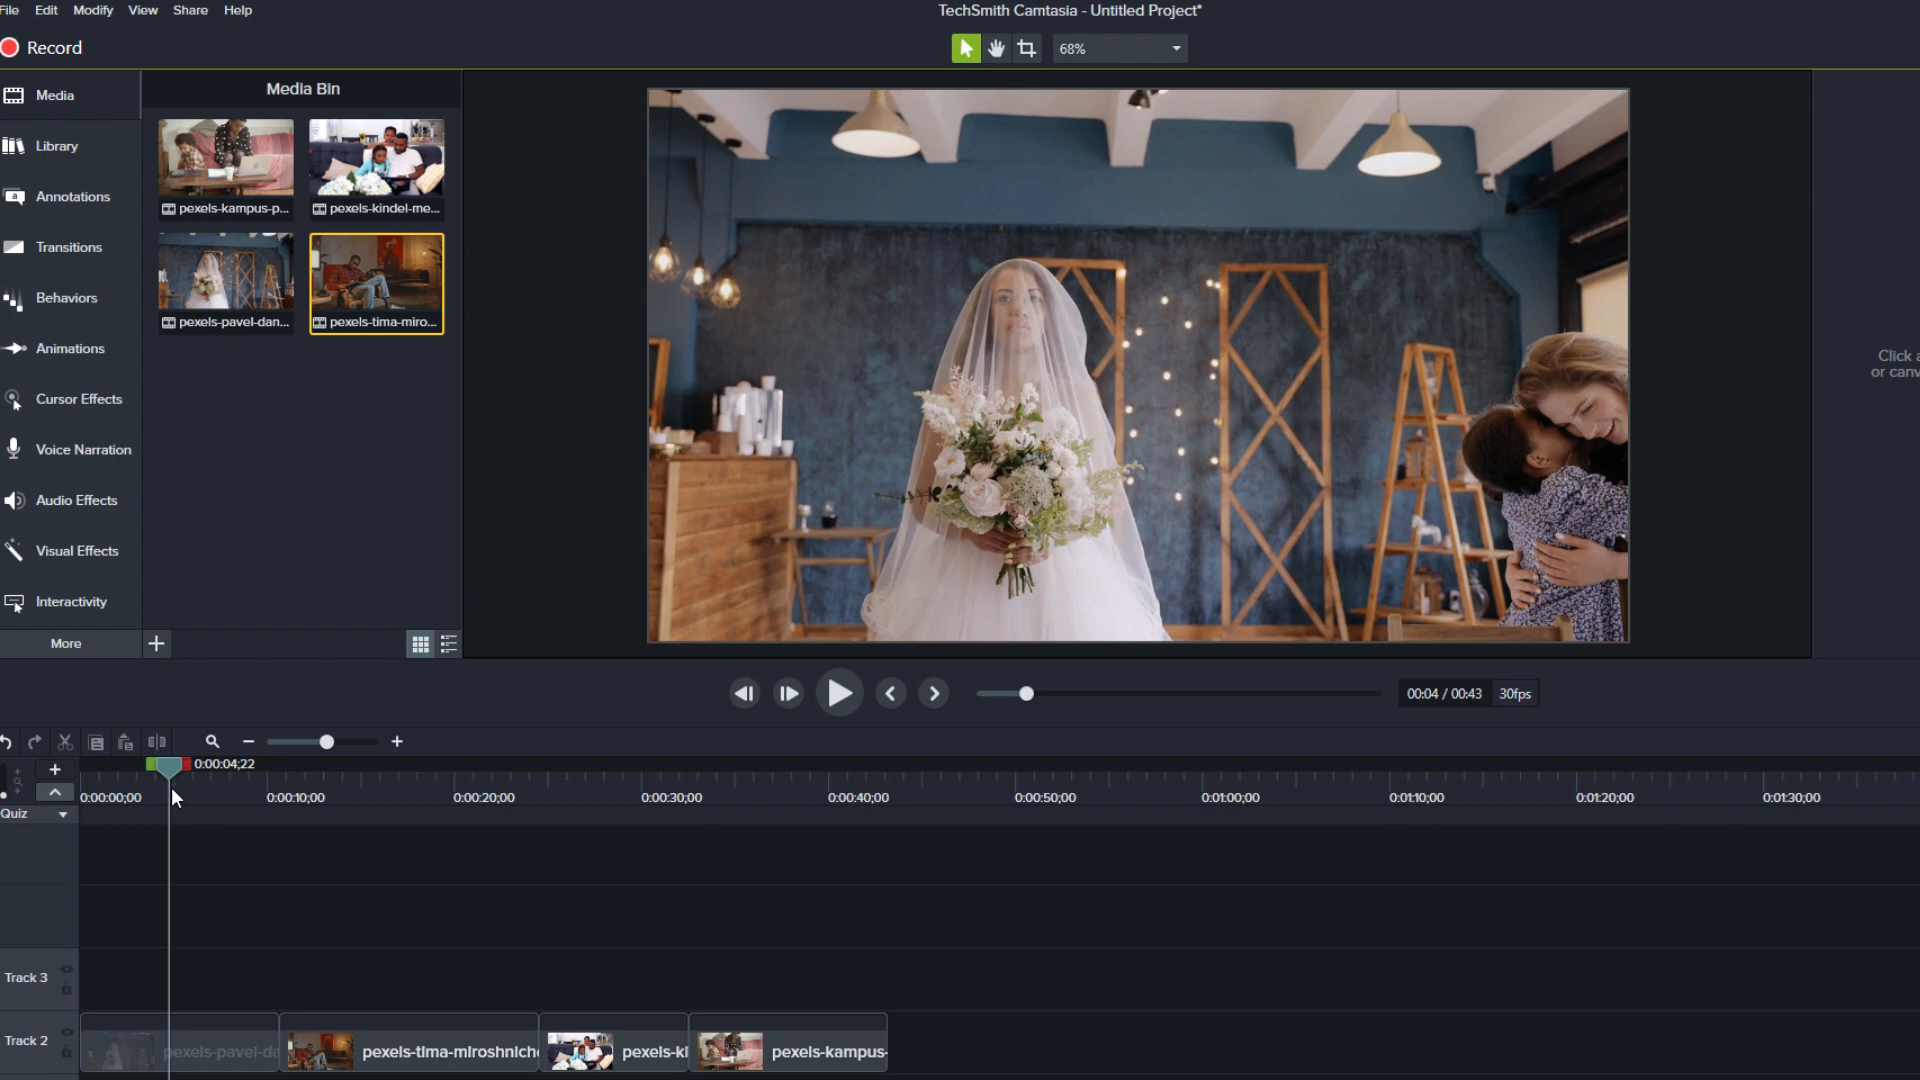 File Edit Modify View Share Help
TechSmith Camtasia - Untitled Project*
Record
68%
Media
Media Bin
Library
Annotations
Transitions
Behaviors
Animations
Cursor Effects
Voice Narration
Audio Effects
Visual Effects
Interactivity
More
pexels-kampus-p...
pexels-kindel-me...
pexels-pavel-dan...
pexels-tima-miro...
Click a
or canv
00:04 / 00:43 30fps
0:00:04;22
0:00:00;00 0:00:10;00 0:00:20;00 0:00:30;00 0:00:40;00 0:00:50;00 0:01:00;00 0:01:10;00 0:01:20;00 0:01:30;00
Quiz
Track 3
Track 2
pexels-pavel-da
pexels-tima-miroshnich
pexels-ki
pexels-kampus-